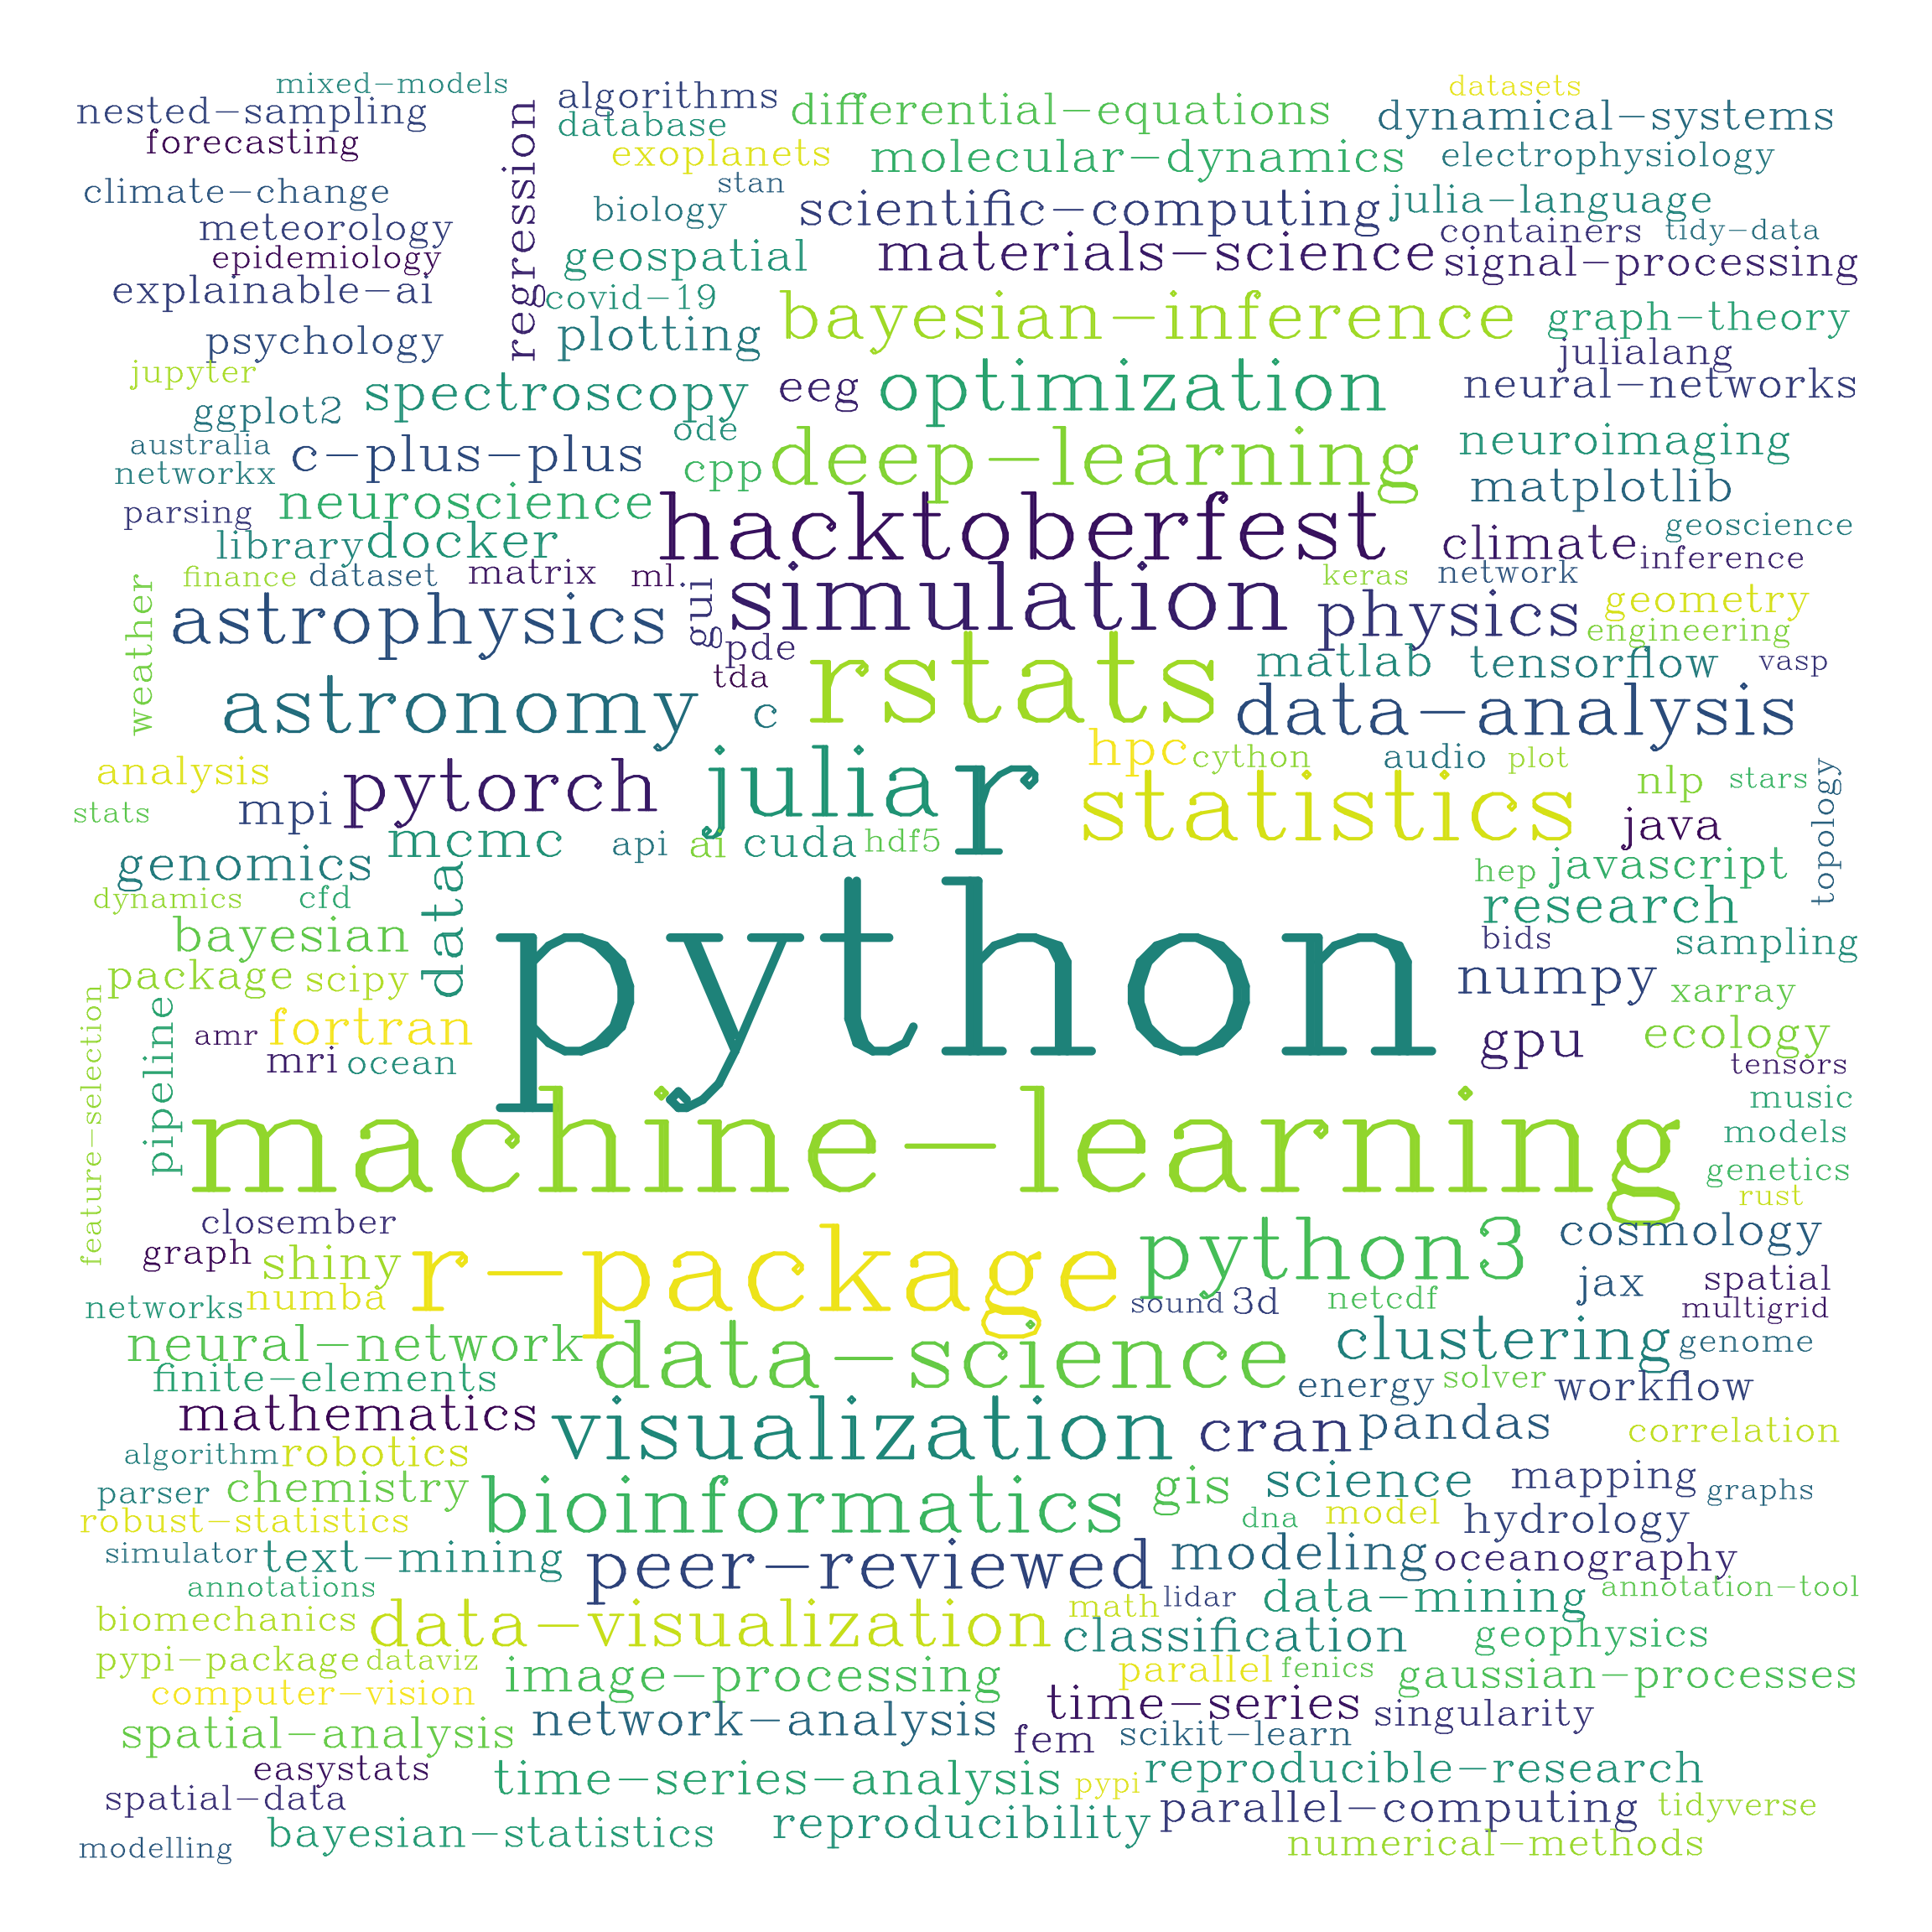 mixed-models
datasets
nested-sampling
algorithms
differential-equations
dynamical-systems
forecasting
regression
database
exoplanets
molecular-dynamics
electrophysiology
climate-change
stan
biology
scientific-computing
julia-language
meteorology
containers
tidy-data
epidemiology
geospatial
materials-science
signal-processing
explainable-ai
covid-19
psychology
plotting
bayesian-inference
graph-theory
julialang
jupyter
spectroscopy
eeg
optimization
neural-networks
ggplot2
ode
australia
c-plus-plus
cpp
deep-learning
neuroimaging
networkx
matplotlib
parsing
neuroscience
hacktoberfest
geoscience
library
docker
climate
inference
weather
finance
dataset
matrix
ml
gui
simulation
keras
network
astrophysics
physics
geometry
engineering
pde
tda
rstats
matlab
tensorflow
vasp
astronomy
c
data-analysis
analysis
pytorch
julia
r
hpc
cython
audio
plot
nlp
stars
topology
stats
mpi
statistics
java
mcmc
api
ai
cuda
hdf5
genomics
data
hep
javascript
dynamics
cfd
python
research
bayesian
bids
sampling
package
scipy
numpy
xarray
feature-selection
pipeline
amr
fortran
gpu
ecology
mri
ocean
tensors
machine-learning
music
models
genetics
rust
closember
graph
shiny
r-package
python3
cosmology
networks
numba
sound
3d
netcdf
jax
spatial
multigrid
neural-network
data-science
clustering
genome
finite-elements
energy
solver
workflow
mathematics
visualization
cran
pandas
correlation
algorithm
robotics
parser
chemistry
bioinformatics
gis
science
mapping
graphs
robust-statistics
dna
model
hydrology
simulator
text-mining
peer-reviewed
modeling
oceanography
annotations
lidar
data-mining
annotation-tool
biomechanics
data-visualization
math
classification
geophysics
pypi-package
dataviz
image-processing
parallel
fenics
gaussian-processes
computer-vision
time-series
singularity
spatial-analysis
network-analysis
fem
scikit-learn
easystats
time-series-analysis
pypi
reproducible-research
spatial-data
parallel-computing
tidyverse
modelling
bayesian-statistics
reproducibility
numerical-methods